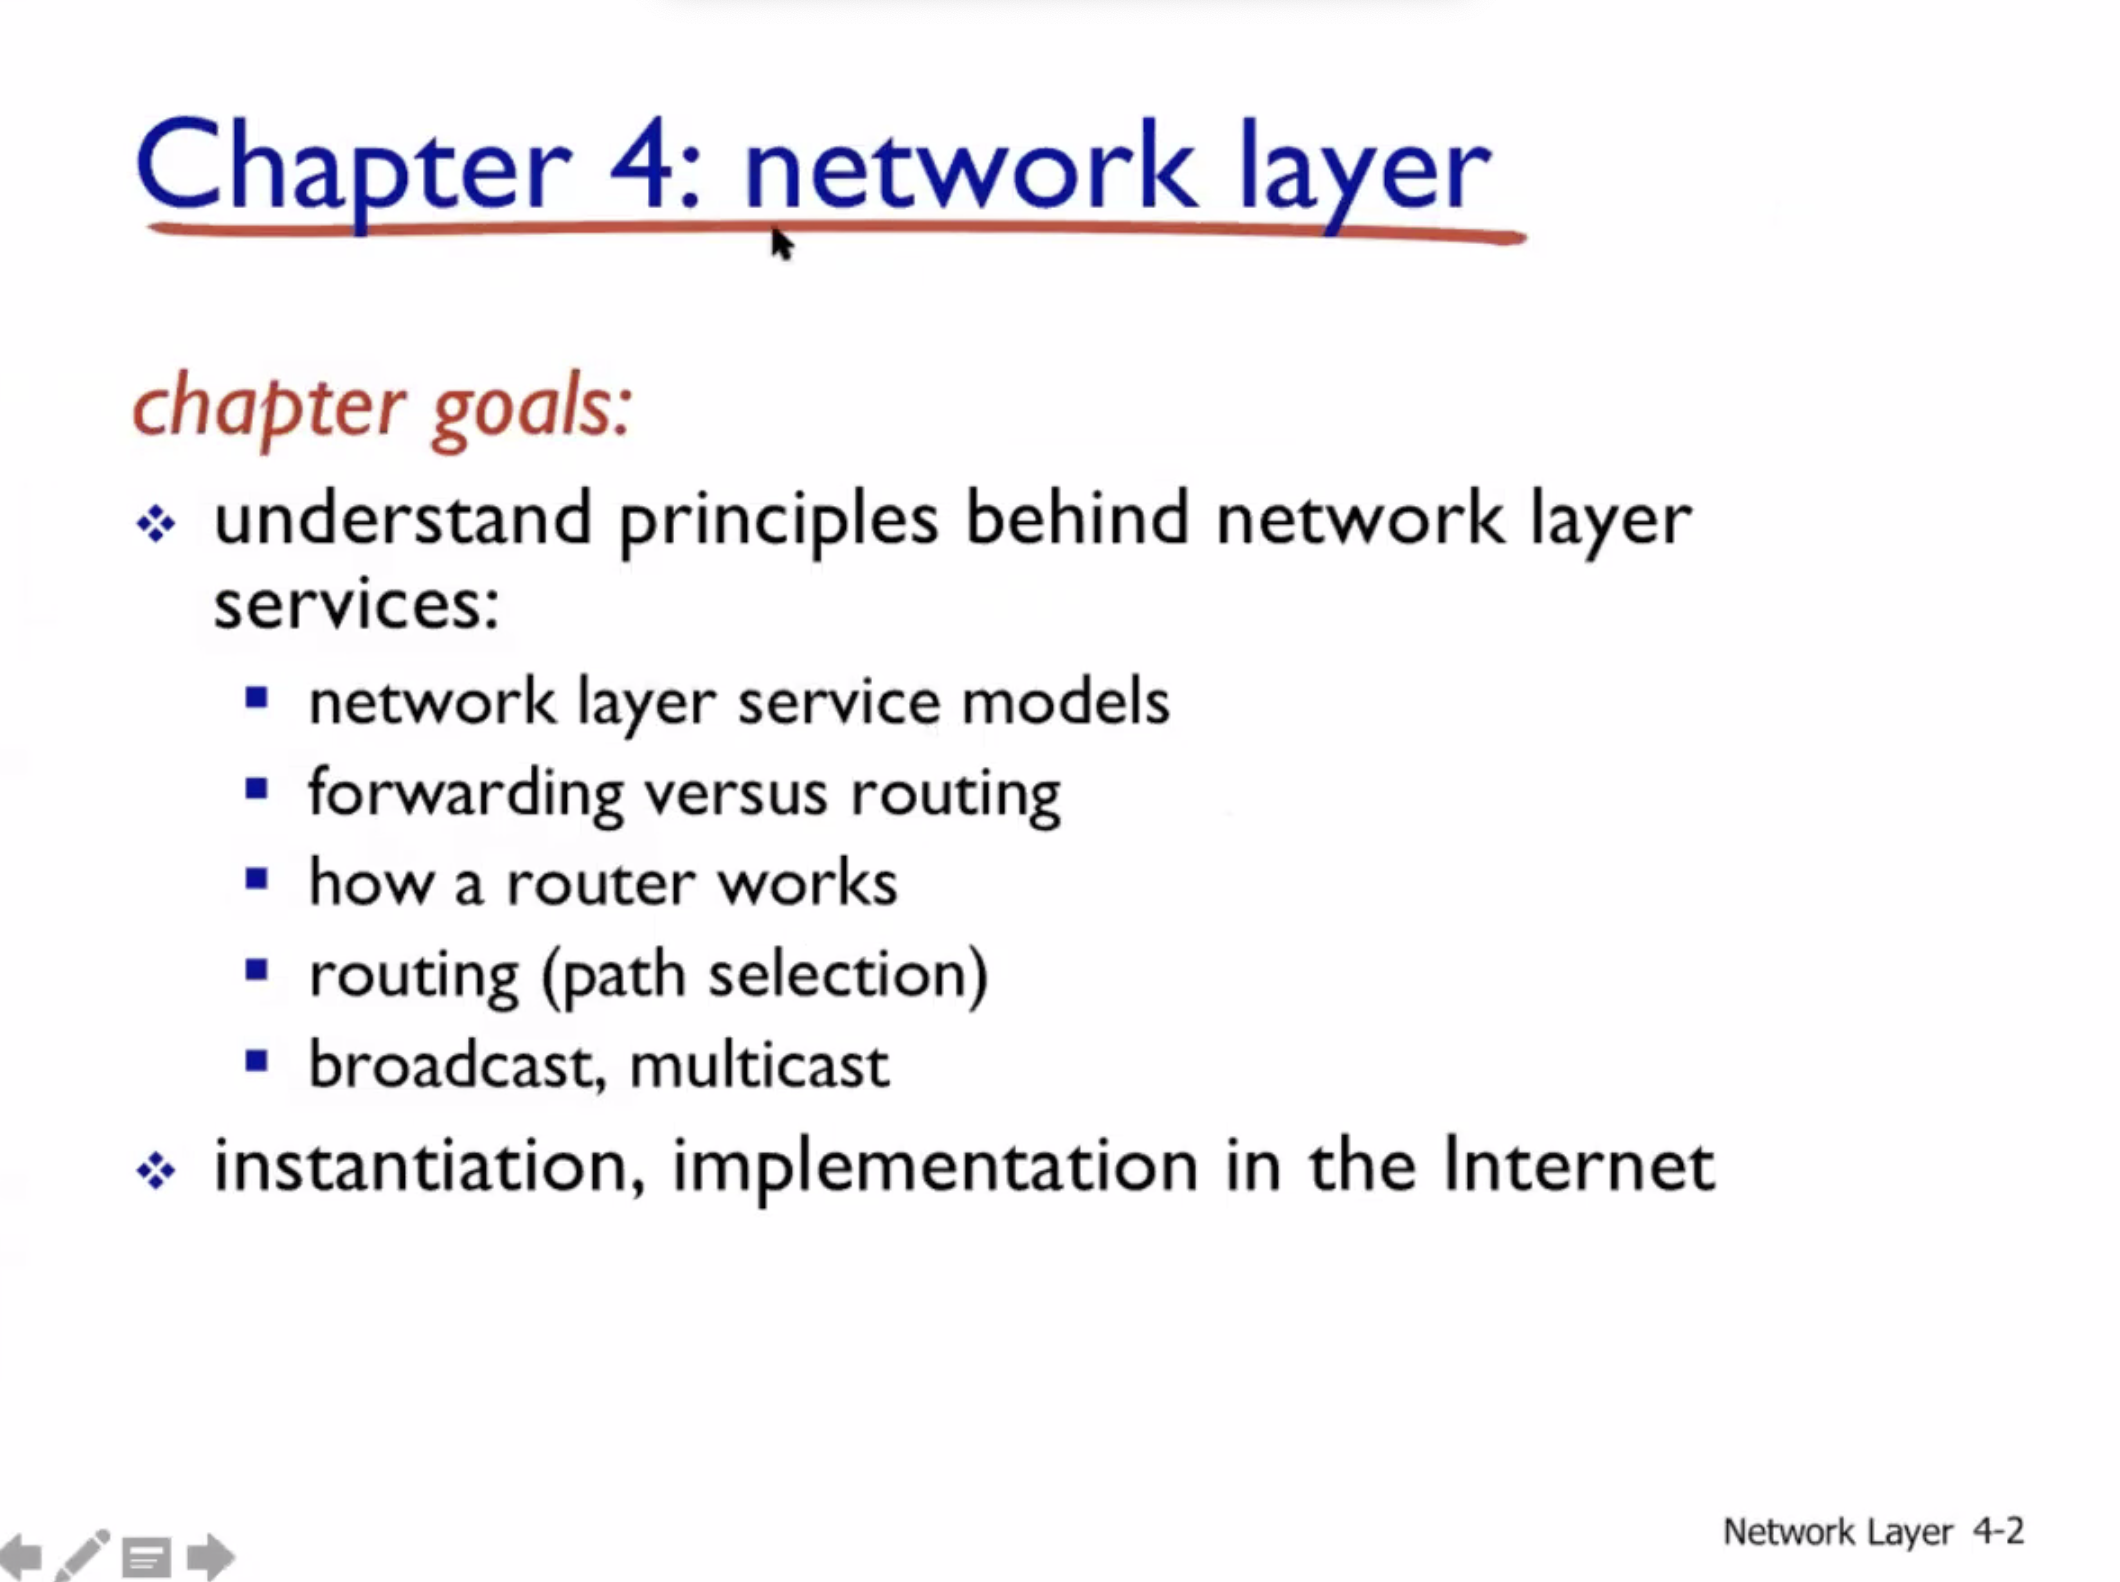 Chapter 4: network layer
chapter goals:
understand principles behind network layer
services:
network layer service models
forwarding versus routing
how a router works
routing (path selection)
broadcast, multicast
instantiation, implementation in the Internet
Network Layer 4-2